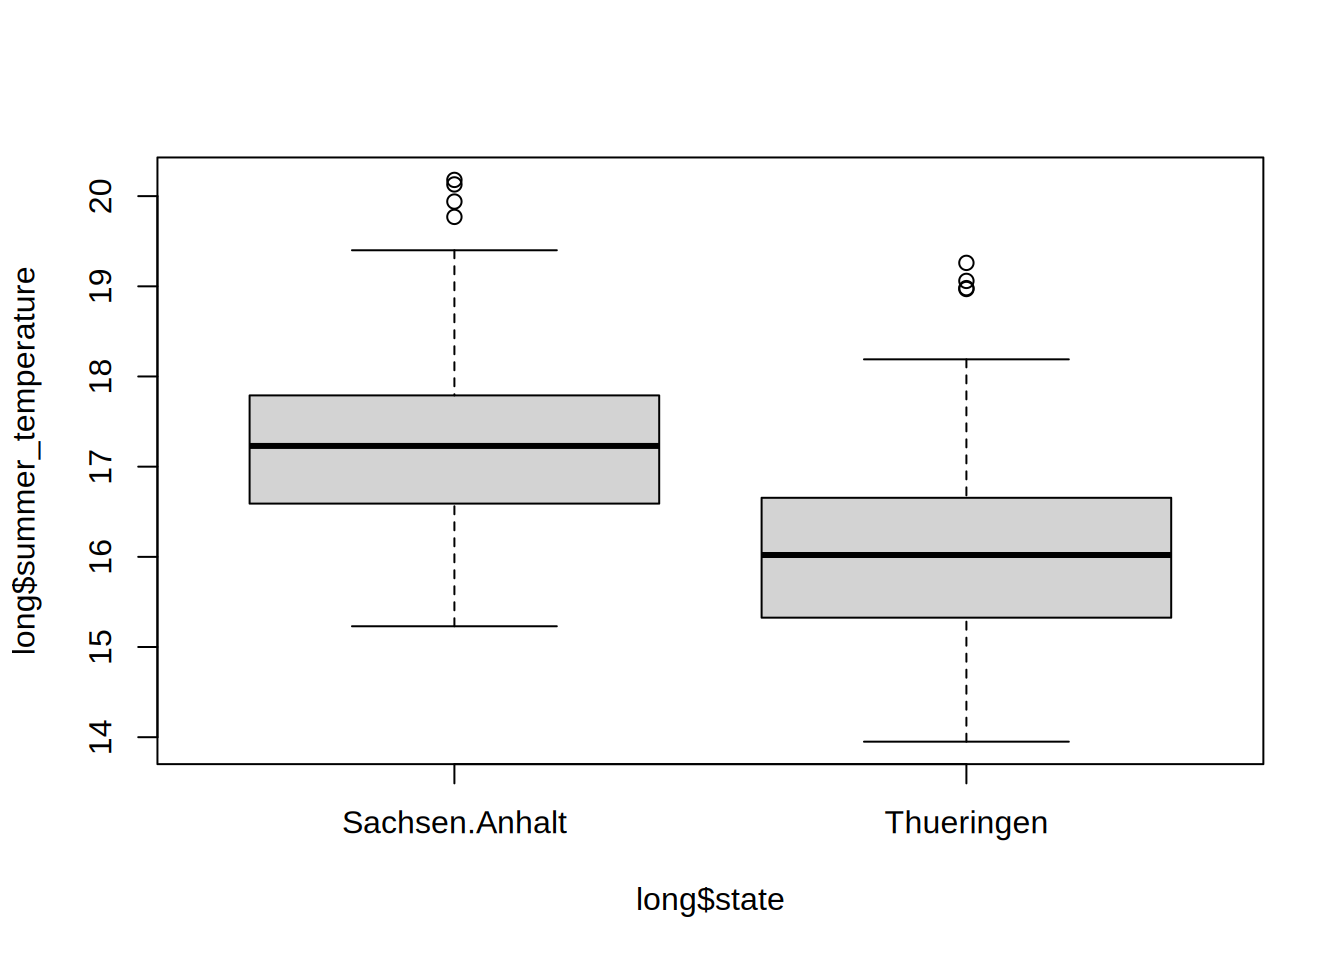 long$summer_temperature
20
19
18
17
16
15
14
Sachsen.Anhalt Thueringen
long$state